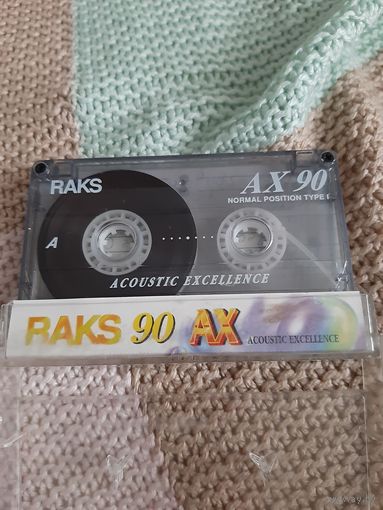 RAKS
AX 90
NORMAL POSITION TYPE I
A
ACOUSTIC EXCELLENCE
RAKS 90 AX ACOUSTIC EXCELLENCE